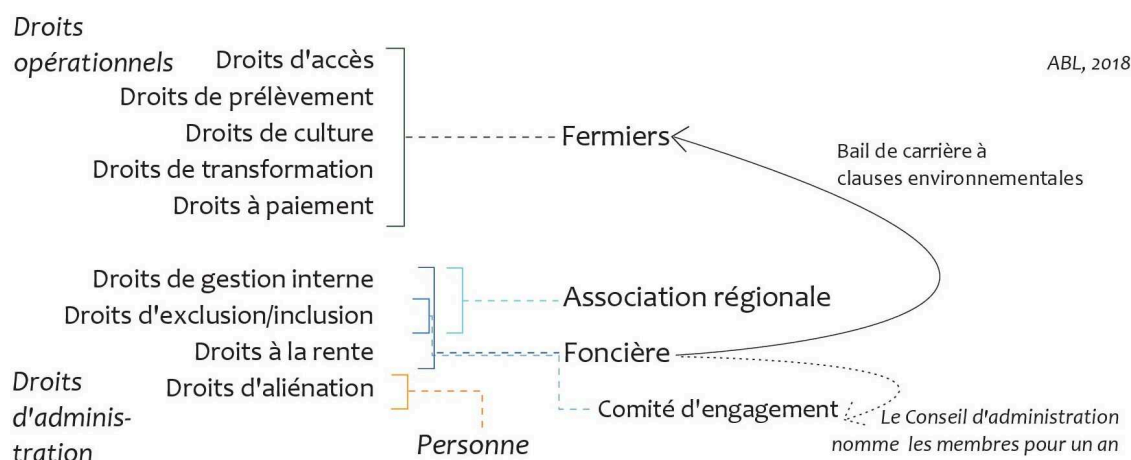 Droits
opérationnels
Droits d'accès
ABL, 2018
Droits de prélèvement
Droits de culture
Fermiers
Bail de carrière à
clauses environnementales
Droits de transformation
Droits à paiement
Droits de gestion interne
Association régionale
Droits d'exclusion/inclusion
Droits à la rente
Foncière
Droits
d'adminis-
tration
Droits d'aliénation
Comité d'engagement
Le Conseil d'administration
nomme les membres pour un an
Personne